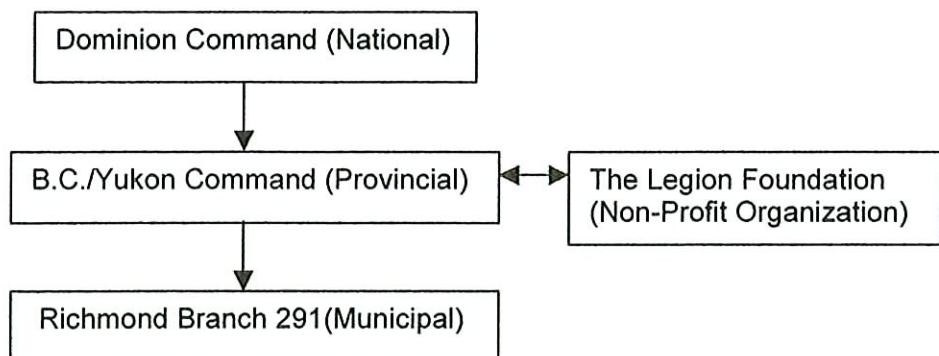 Dominion Command (National)
B.C./Yukon Command (Provincial)
The Legion Foundation
(Non-Profit Organization)
Richmond Branch 291(Municipal)